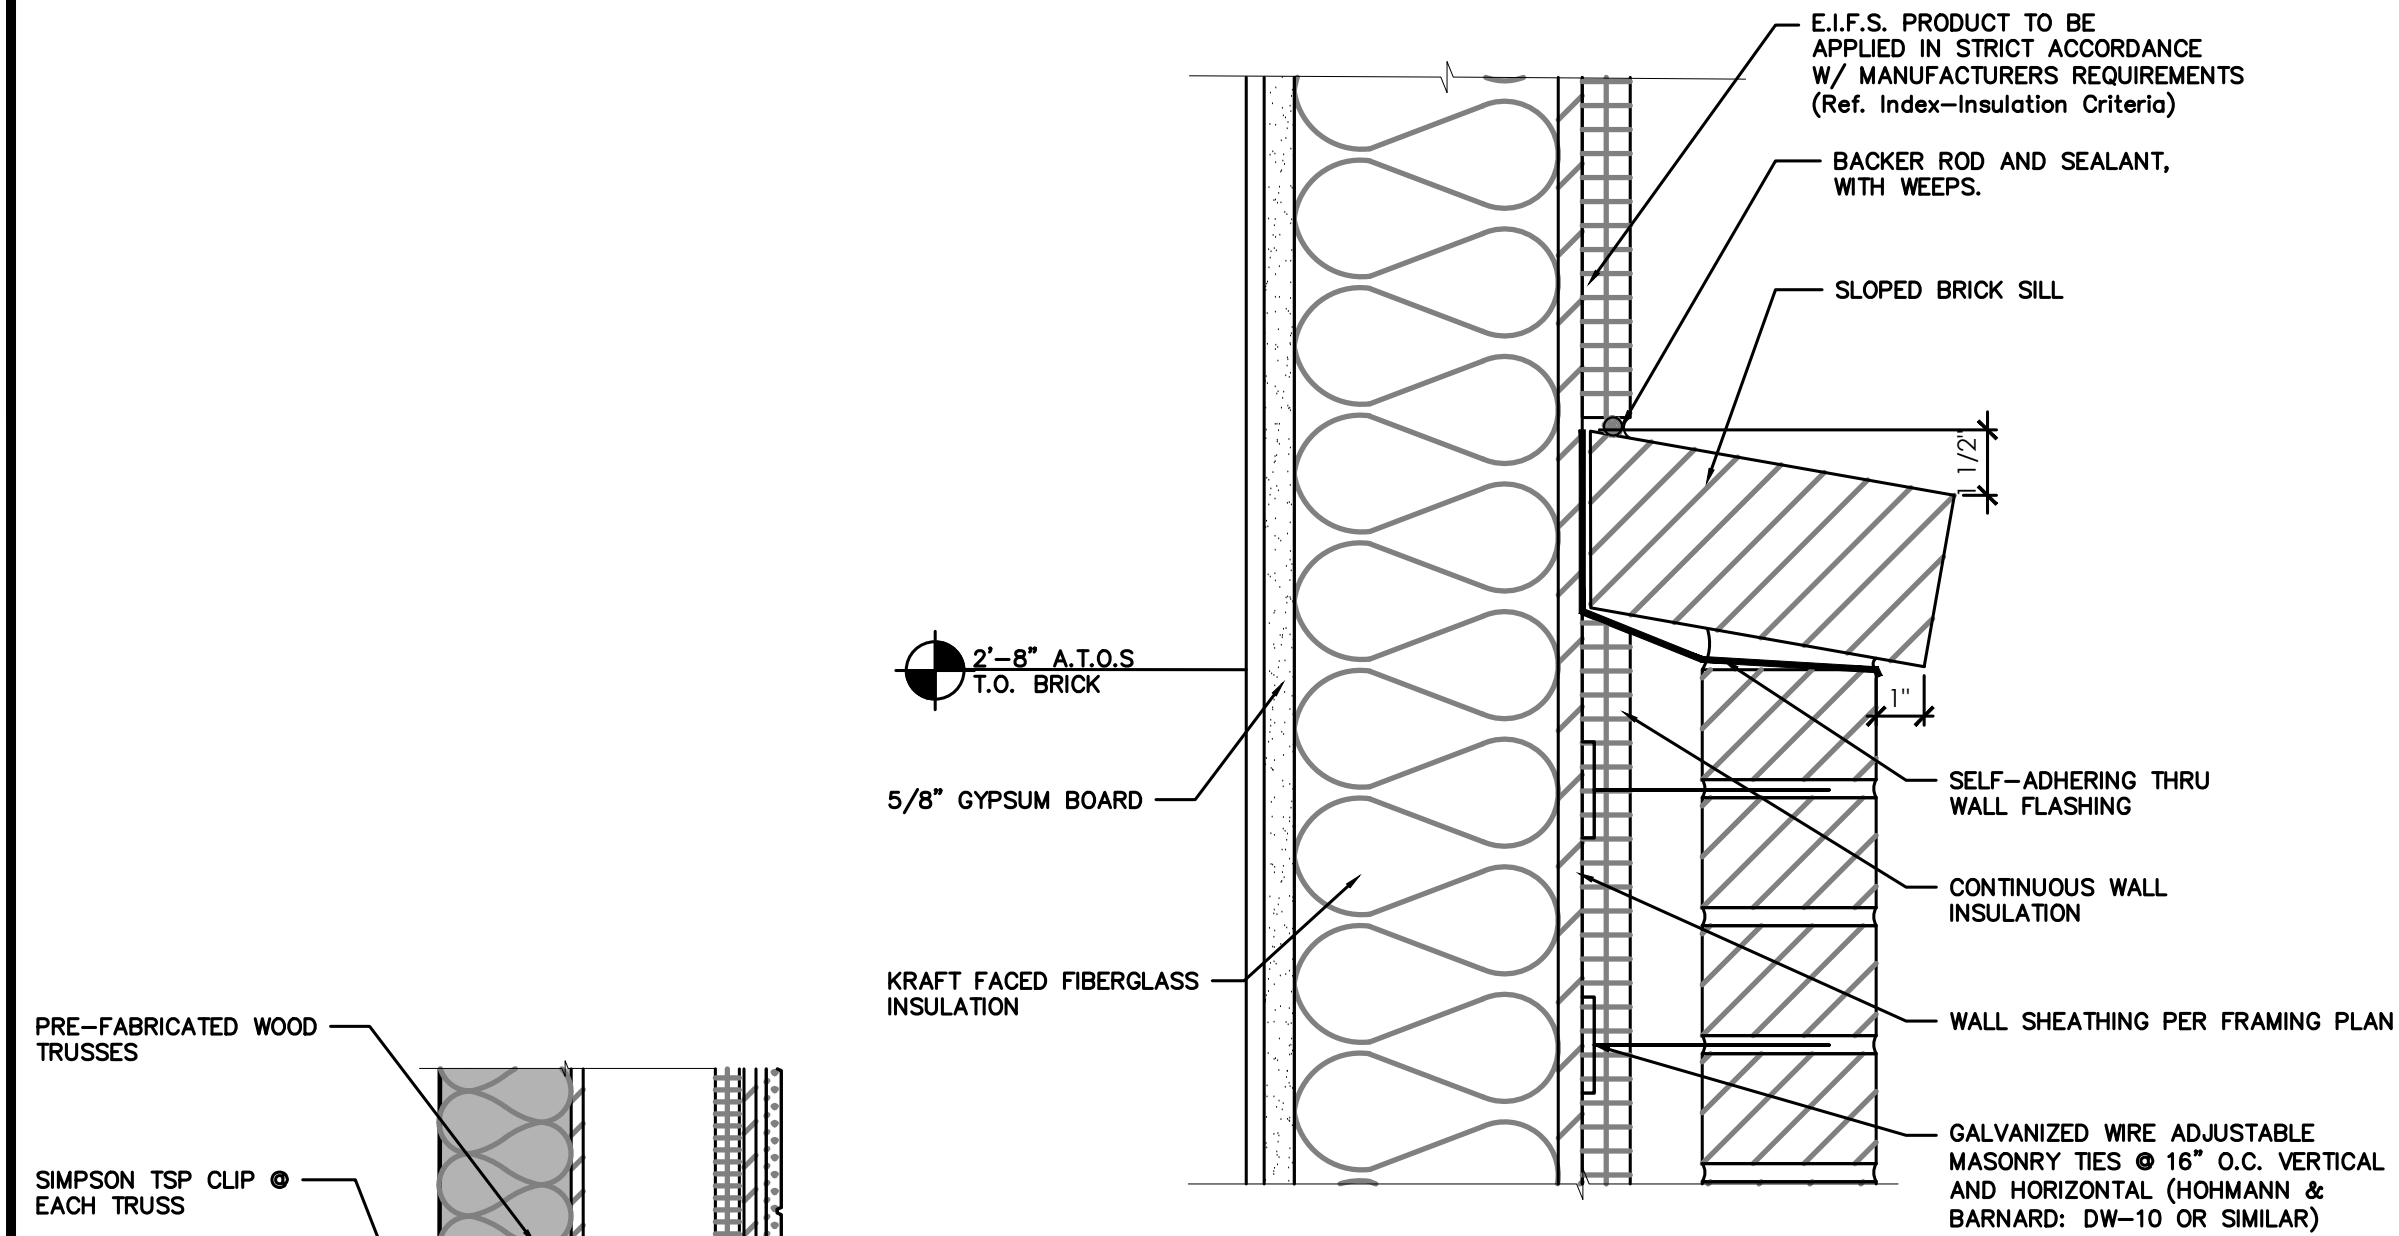 E.I.F.S. PRODUCT TO BE
APPLIED IN STRICT ACCORDANCE
W/ MANUFACTURERS REQUIREMENTS
(Ref. Index-Insulation Criteria)
BACKER ROD AND SEALANT,
WITH WEEPS.
SLOPED BRICK SILL
1 1/2"
2'-8" A.T.O.S
T.O. BRICK
1"
5/8" GYPSUM BOARD
SELF-ADHERING THRU
WALL FLASHING
CONTINUOUS WALL
INSULATION
KRAFT FACED FIBERGLASS
INSULATION
WALL SHEATHING PER FRAMING PLAN
PRE-FABRICATED WOOD
TRUSSES
GALVANIZED WIRE ADJUSTABLE
MASONRY TIES @ 16" O.C. VERTICAL
AND HORIZONTAL (HOHMANN &
BARNARD: DW-10 OR SIMILAR)
SIMPSON TSP CLIP @
EACH TRUSS